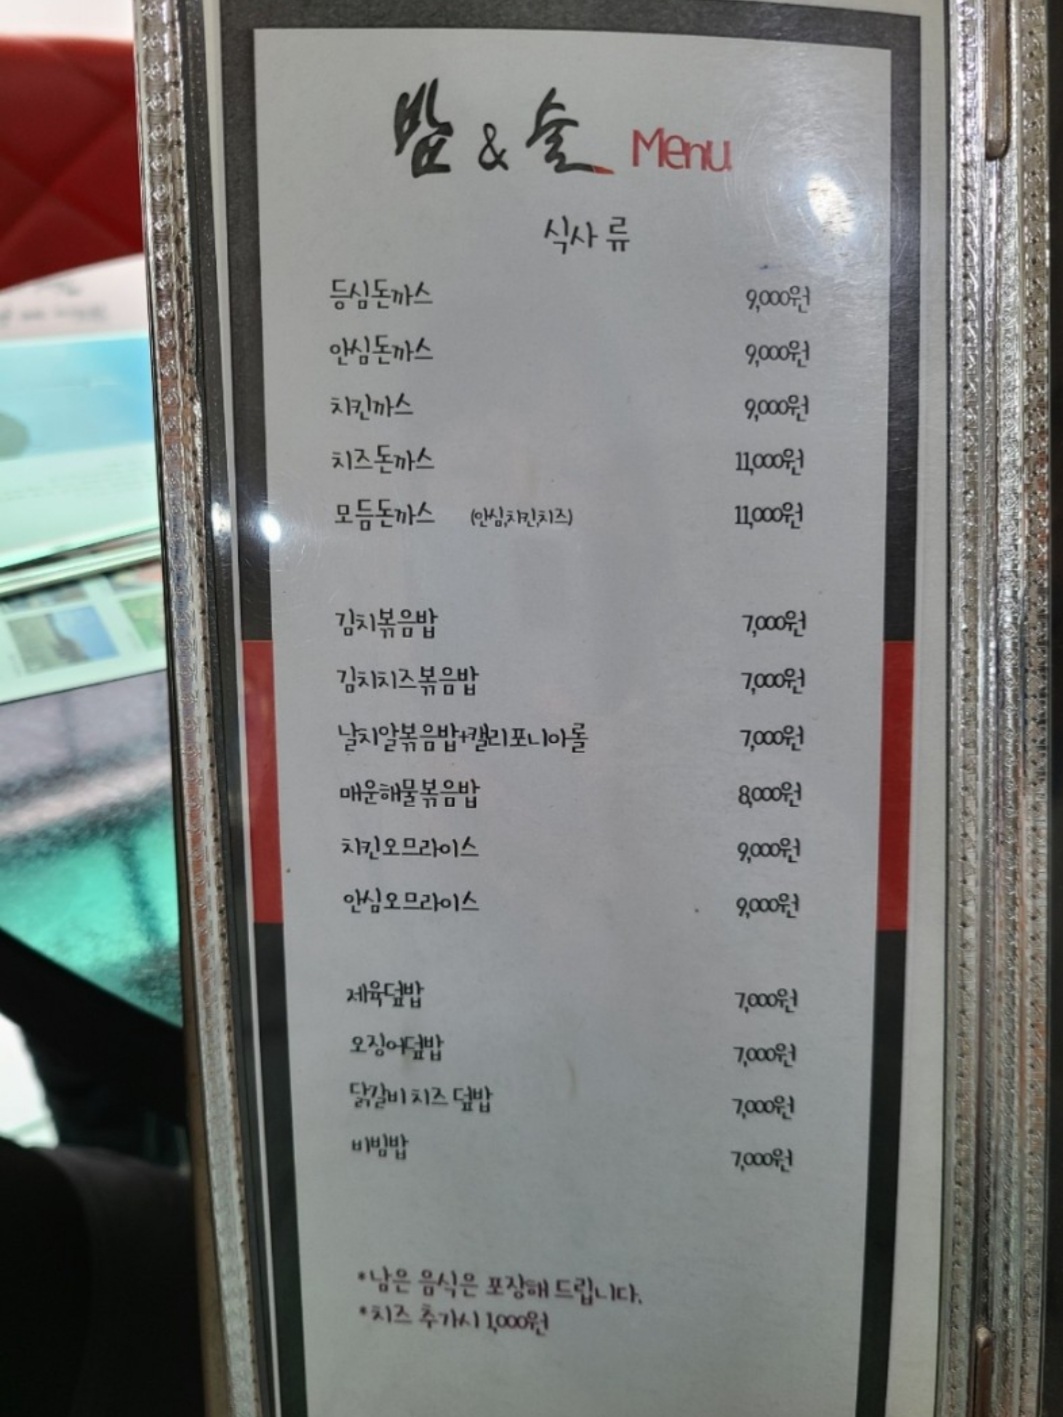 밥 & 술 Menu
식사 류
등심돈까스 9,000원
안심돈까스 9,000원
치킨까스 9,000원
치즈돈까스 11,000원
모듬돈까스 (안심,치킨,치즈) 11,000원
김치볶음밥 7,000원
김치치즈볶음밥 7,000원
날치알볶음밥+캘리포니아롤 7,000원
매운해물볶음밥 8,000원
치킨오므라이스 9,000원
안심오므라이스 9,000원
제육덮밥 7,000원
오징어덮밥 7,000원
닭갈비 치즈 덮밥 7,000원
비빔밥 7,000원
*남은 음식은 포장해 드립니다.
*치즈 추가시 1,000원